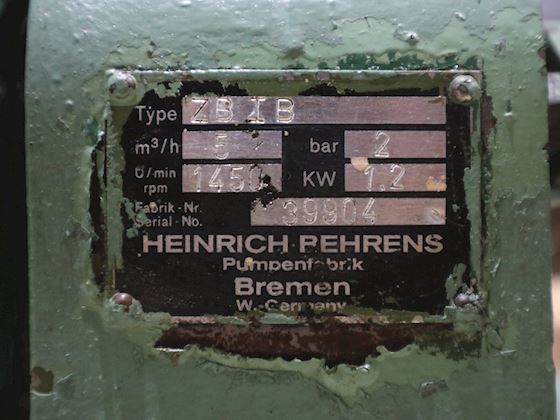 Type ZBIB
m³/h 5 bar 2
U/min rpm 1450 KW 1.2
Fabrik-Nr.
Serial-No. 39904
HEINRICH BEHRENS
Pumpenfabrik
Bremen
W.-Germany